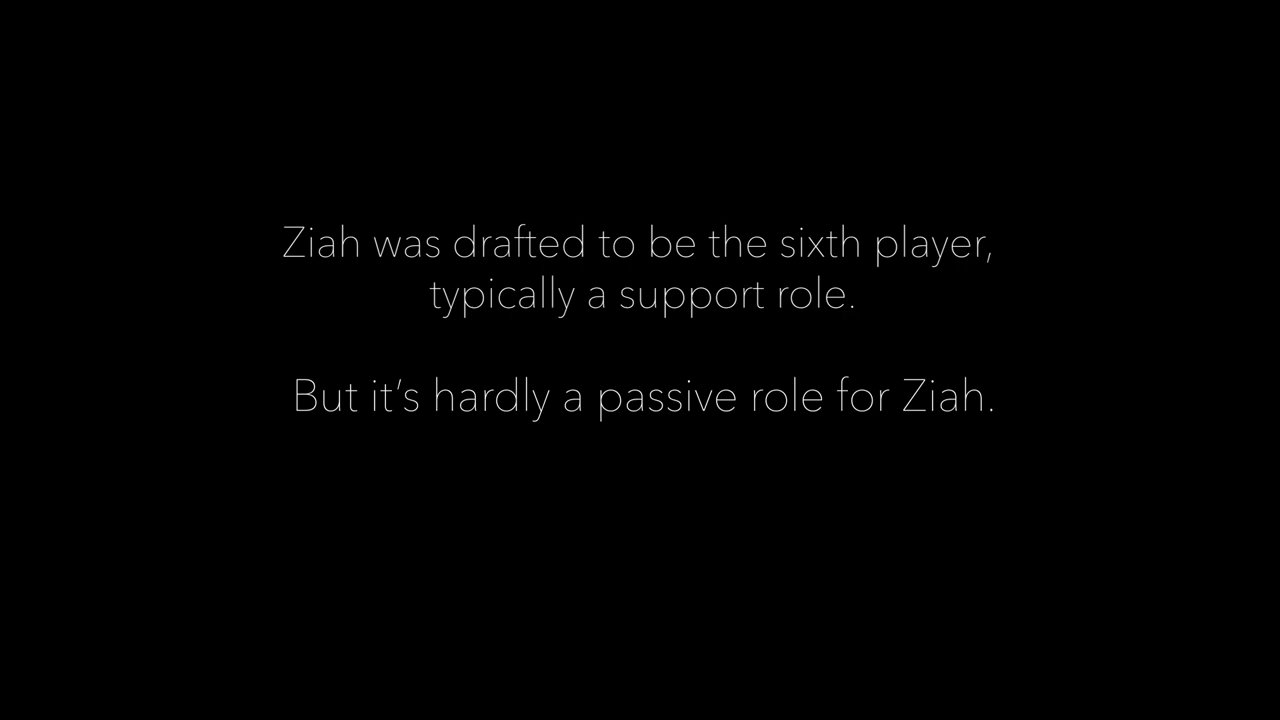 Ziah was drafted to be the sixth player,
typically a support role.
But it’s hardly a passive role for Ziah.